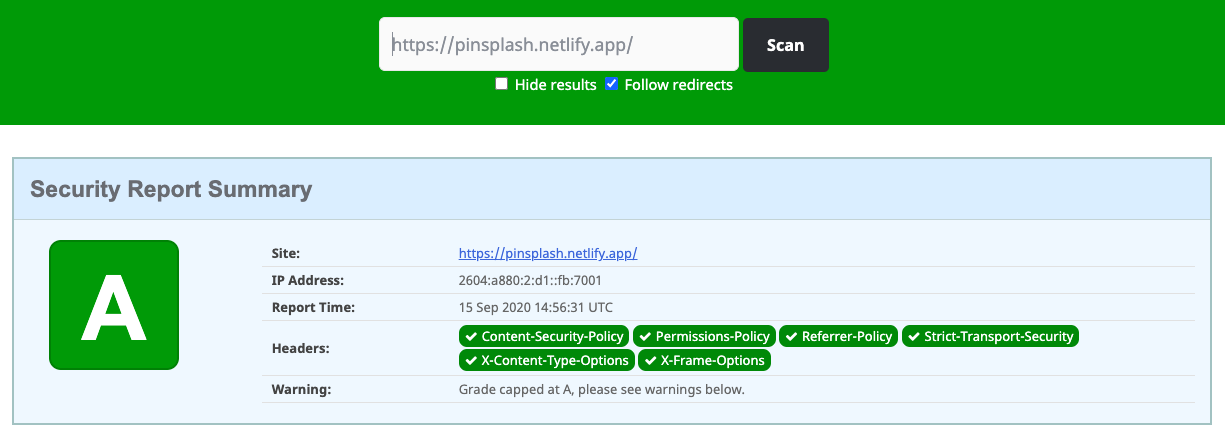 https://pinsplash.netlify.app/ Scan
Hide results Follow redirects
Security Report Summary
A
Site: https://pinsplash.netlify.app/
IP Address: 2604:a880:2:d1::fb:7001
Report Time: 15 Sep 2020 14:56:31 UTC
Headers: Content-Security-Policy Permissions-Policy Referrer-Policy Strict-Transport-Security
X-Content-Type-Options X-Frame-Options
Warning: Grade capped at A, please see warnings below.